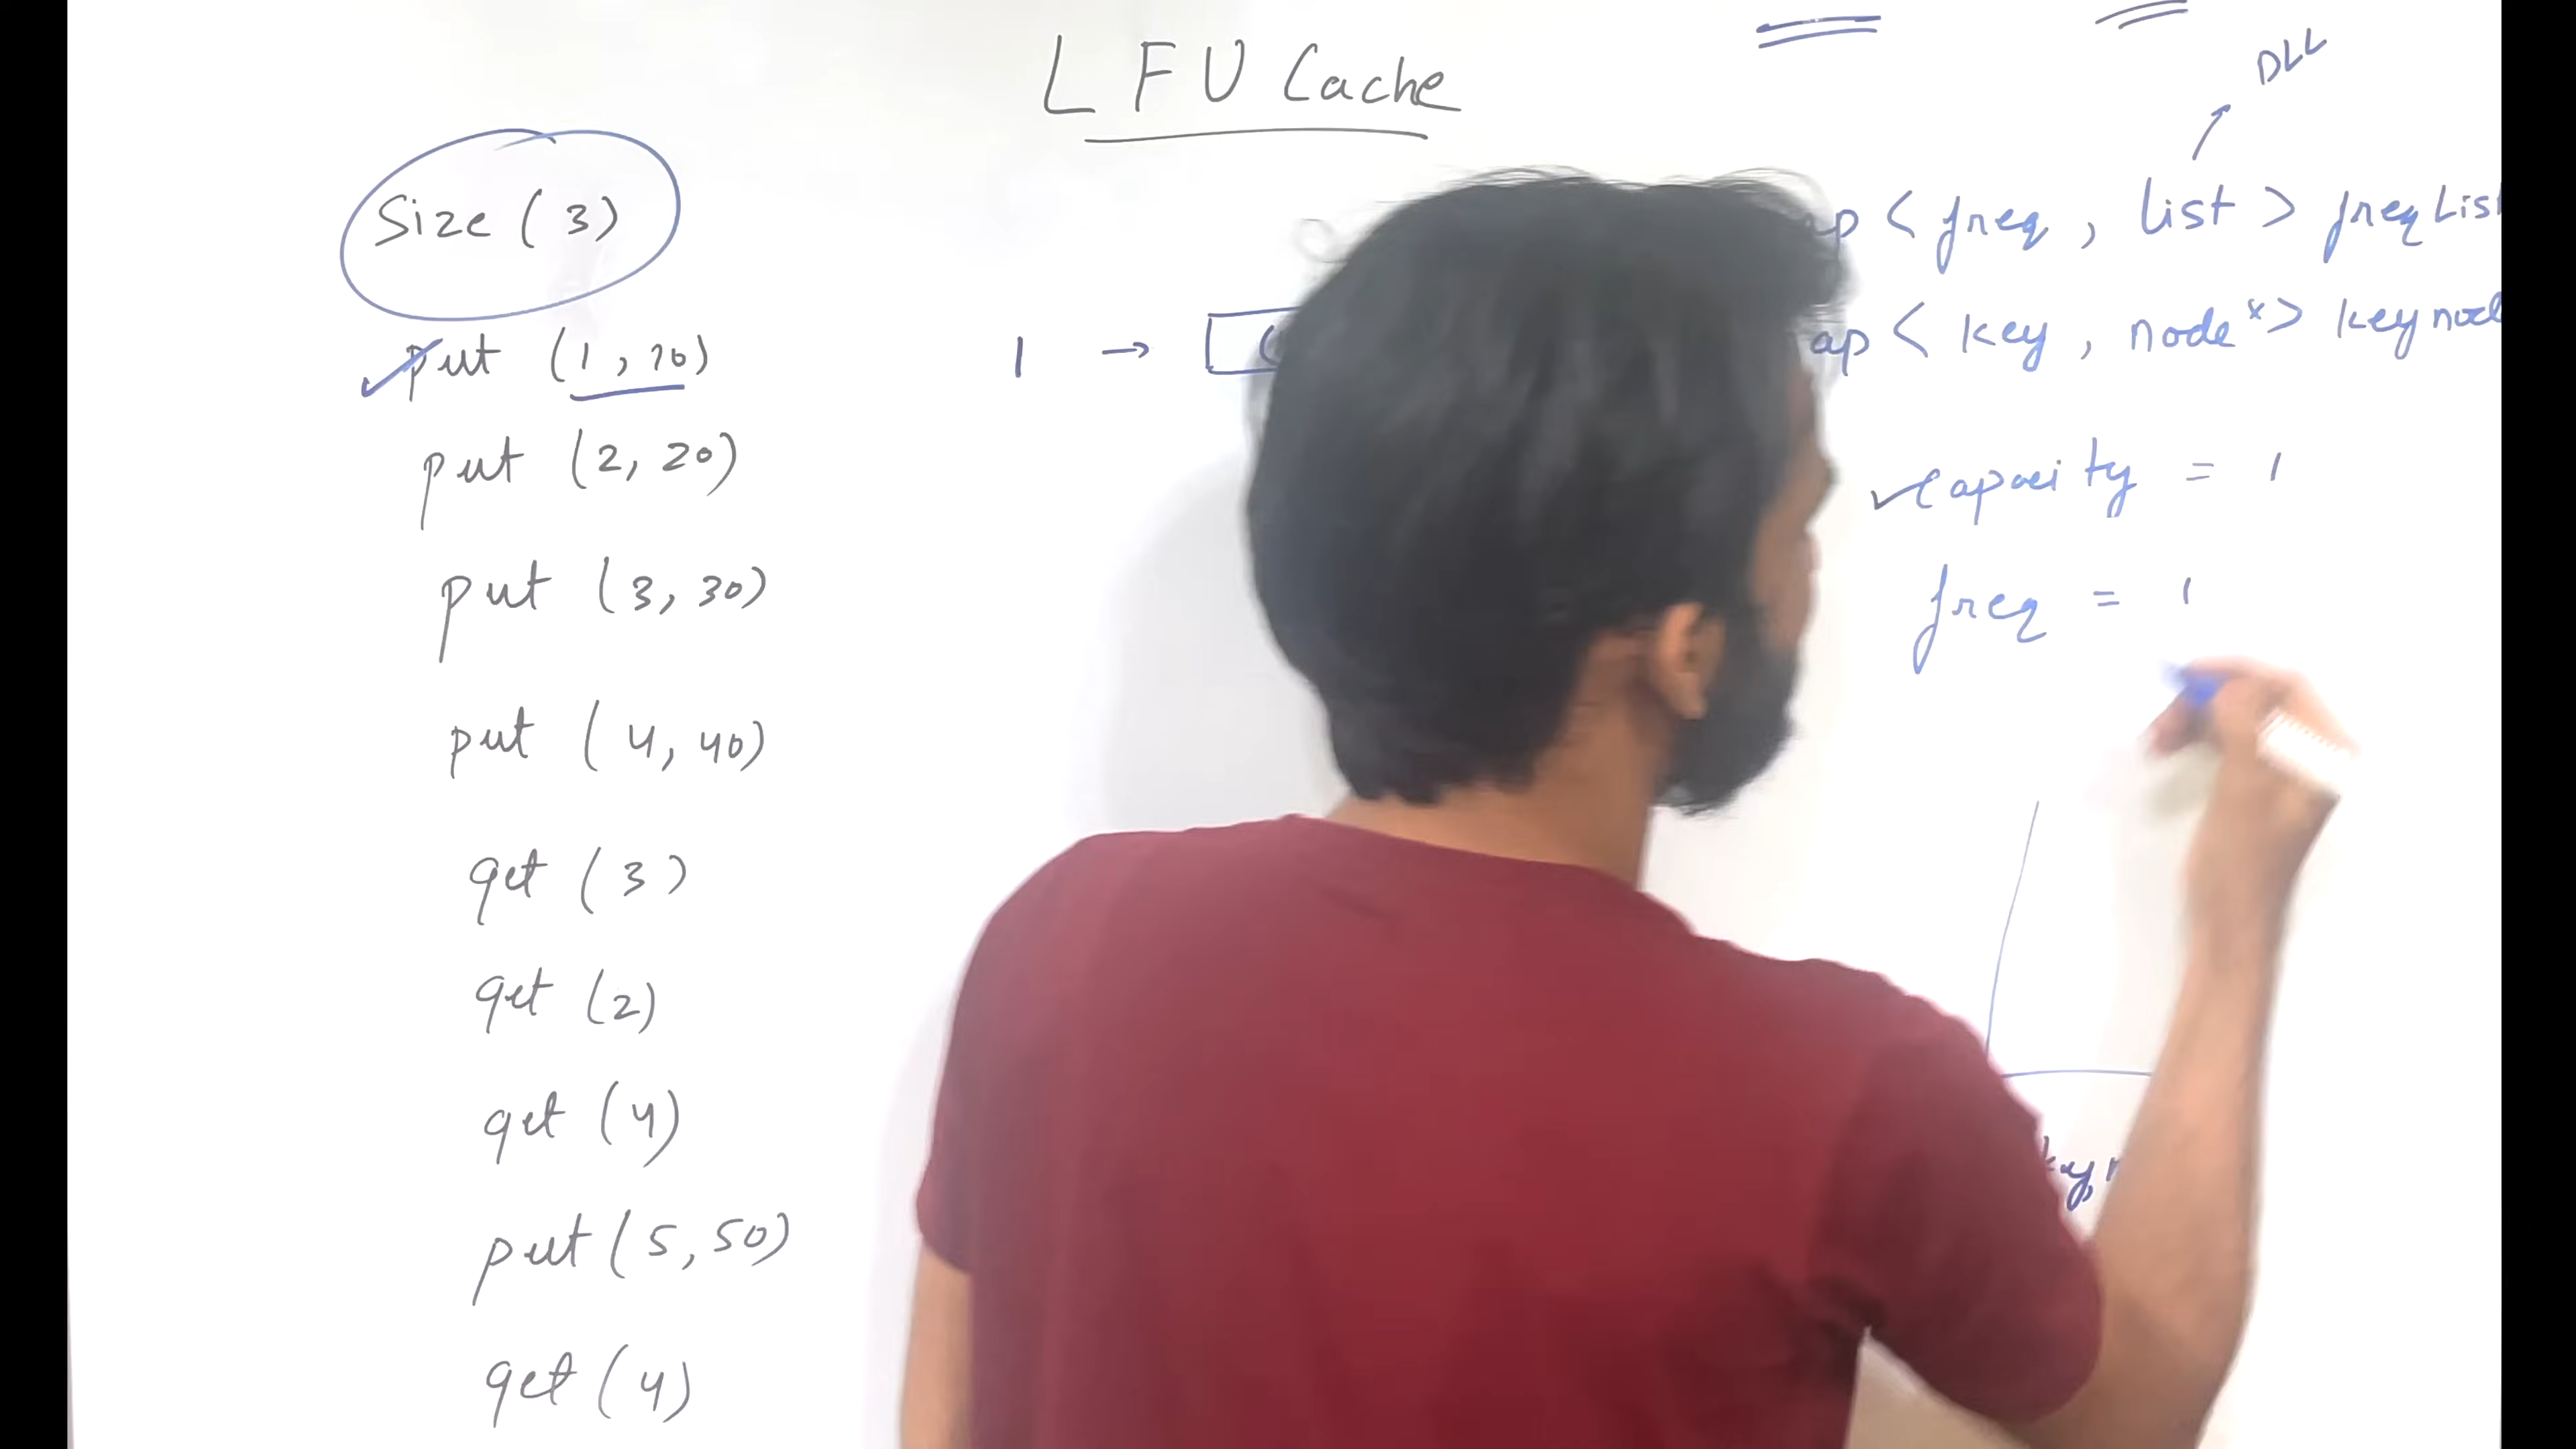 LFU Cache
DLL
Size (3)
< freq, list > freqList
put (1, 10)
1 →
< key, node*>
put (2, 20)
Capacity = 1
put (3, 30)
freq = 1
put (4, 40)
get (3)
get (2)
get (4)
put (5, 50)
get (4)